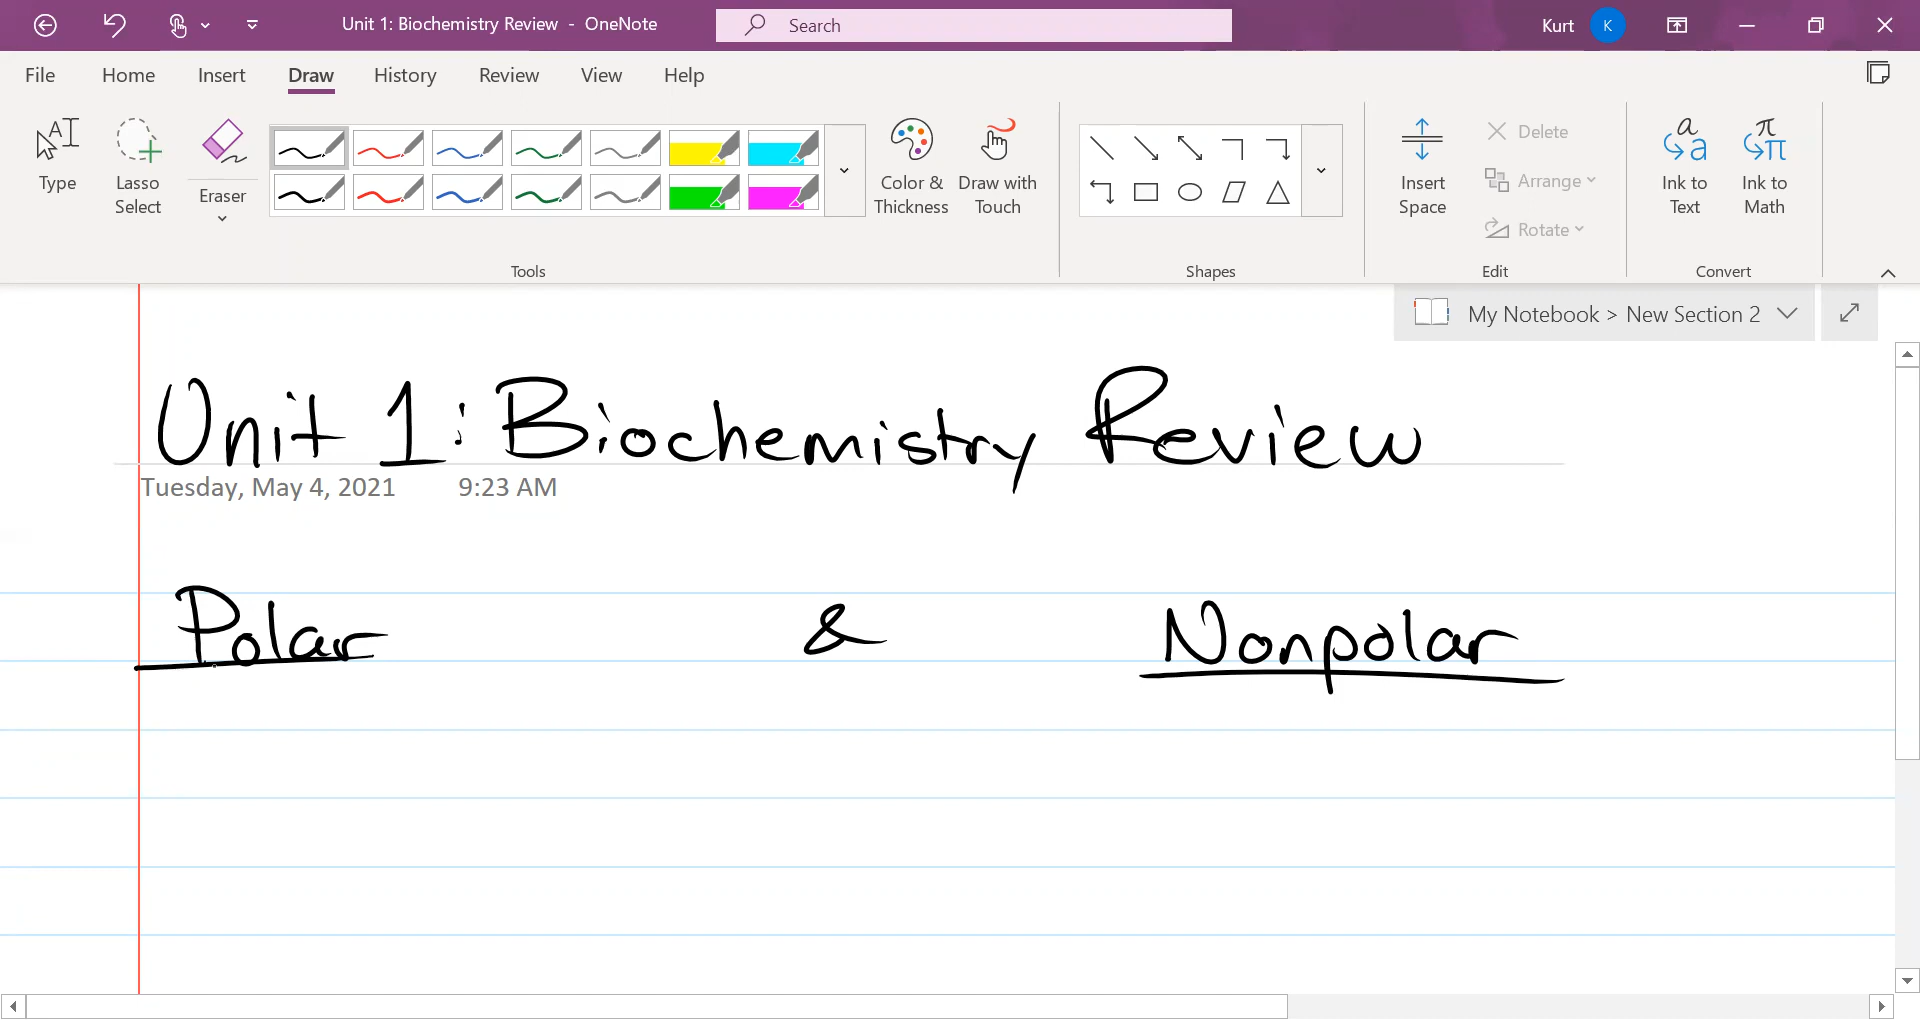 Unit 1: Biochemistry Review - OneNote
Search
Kurt
K
File Home Insert Draw History Review View Help
Type
Lasso Select
Eraser
Color & Thickness
Draw with Touch
Insert Space
Delete
Arrange
Rotate
Ink to Text
Ink to Math
Tools
Shapes
Edit
Convert
My Notebook > New Section 2
Unit 1: Biochemistry Review
Tuesday, May 4, 2021 9:23 AM
Polar & Nonpolar